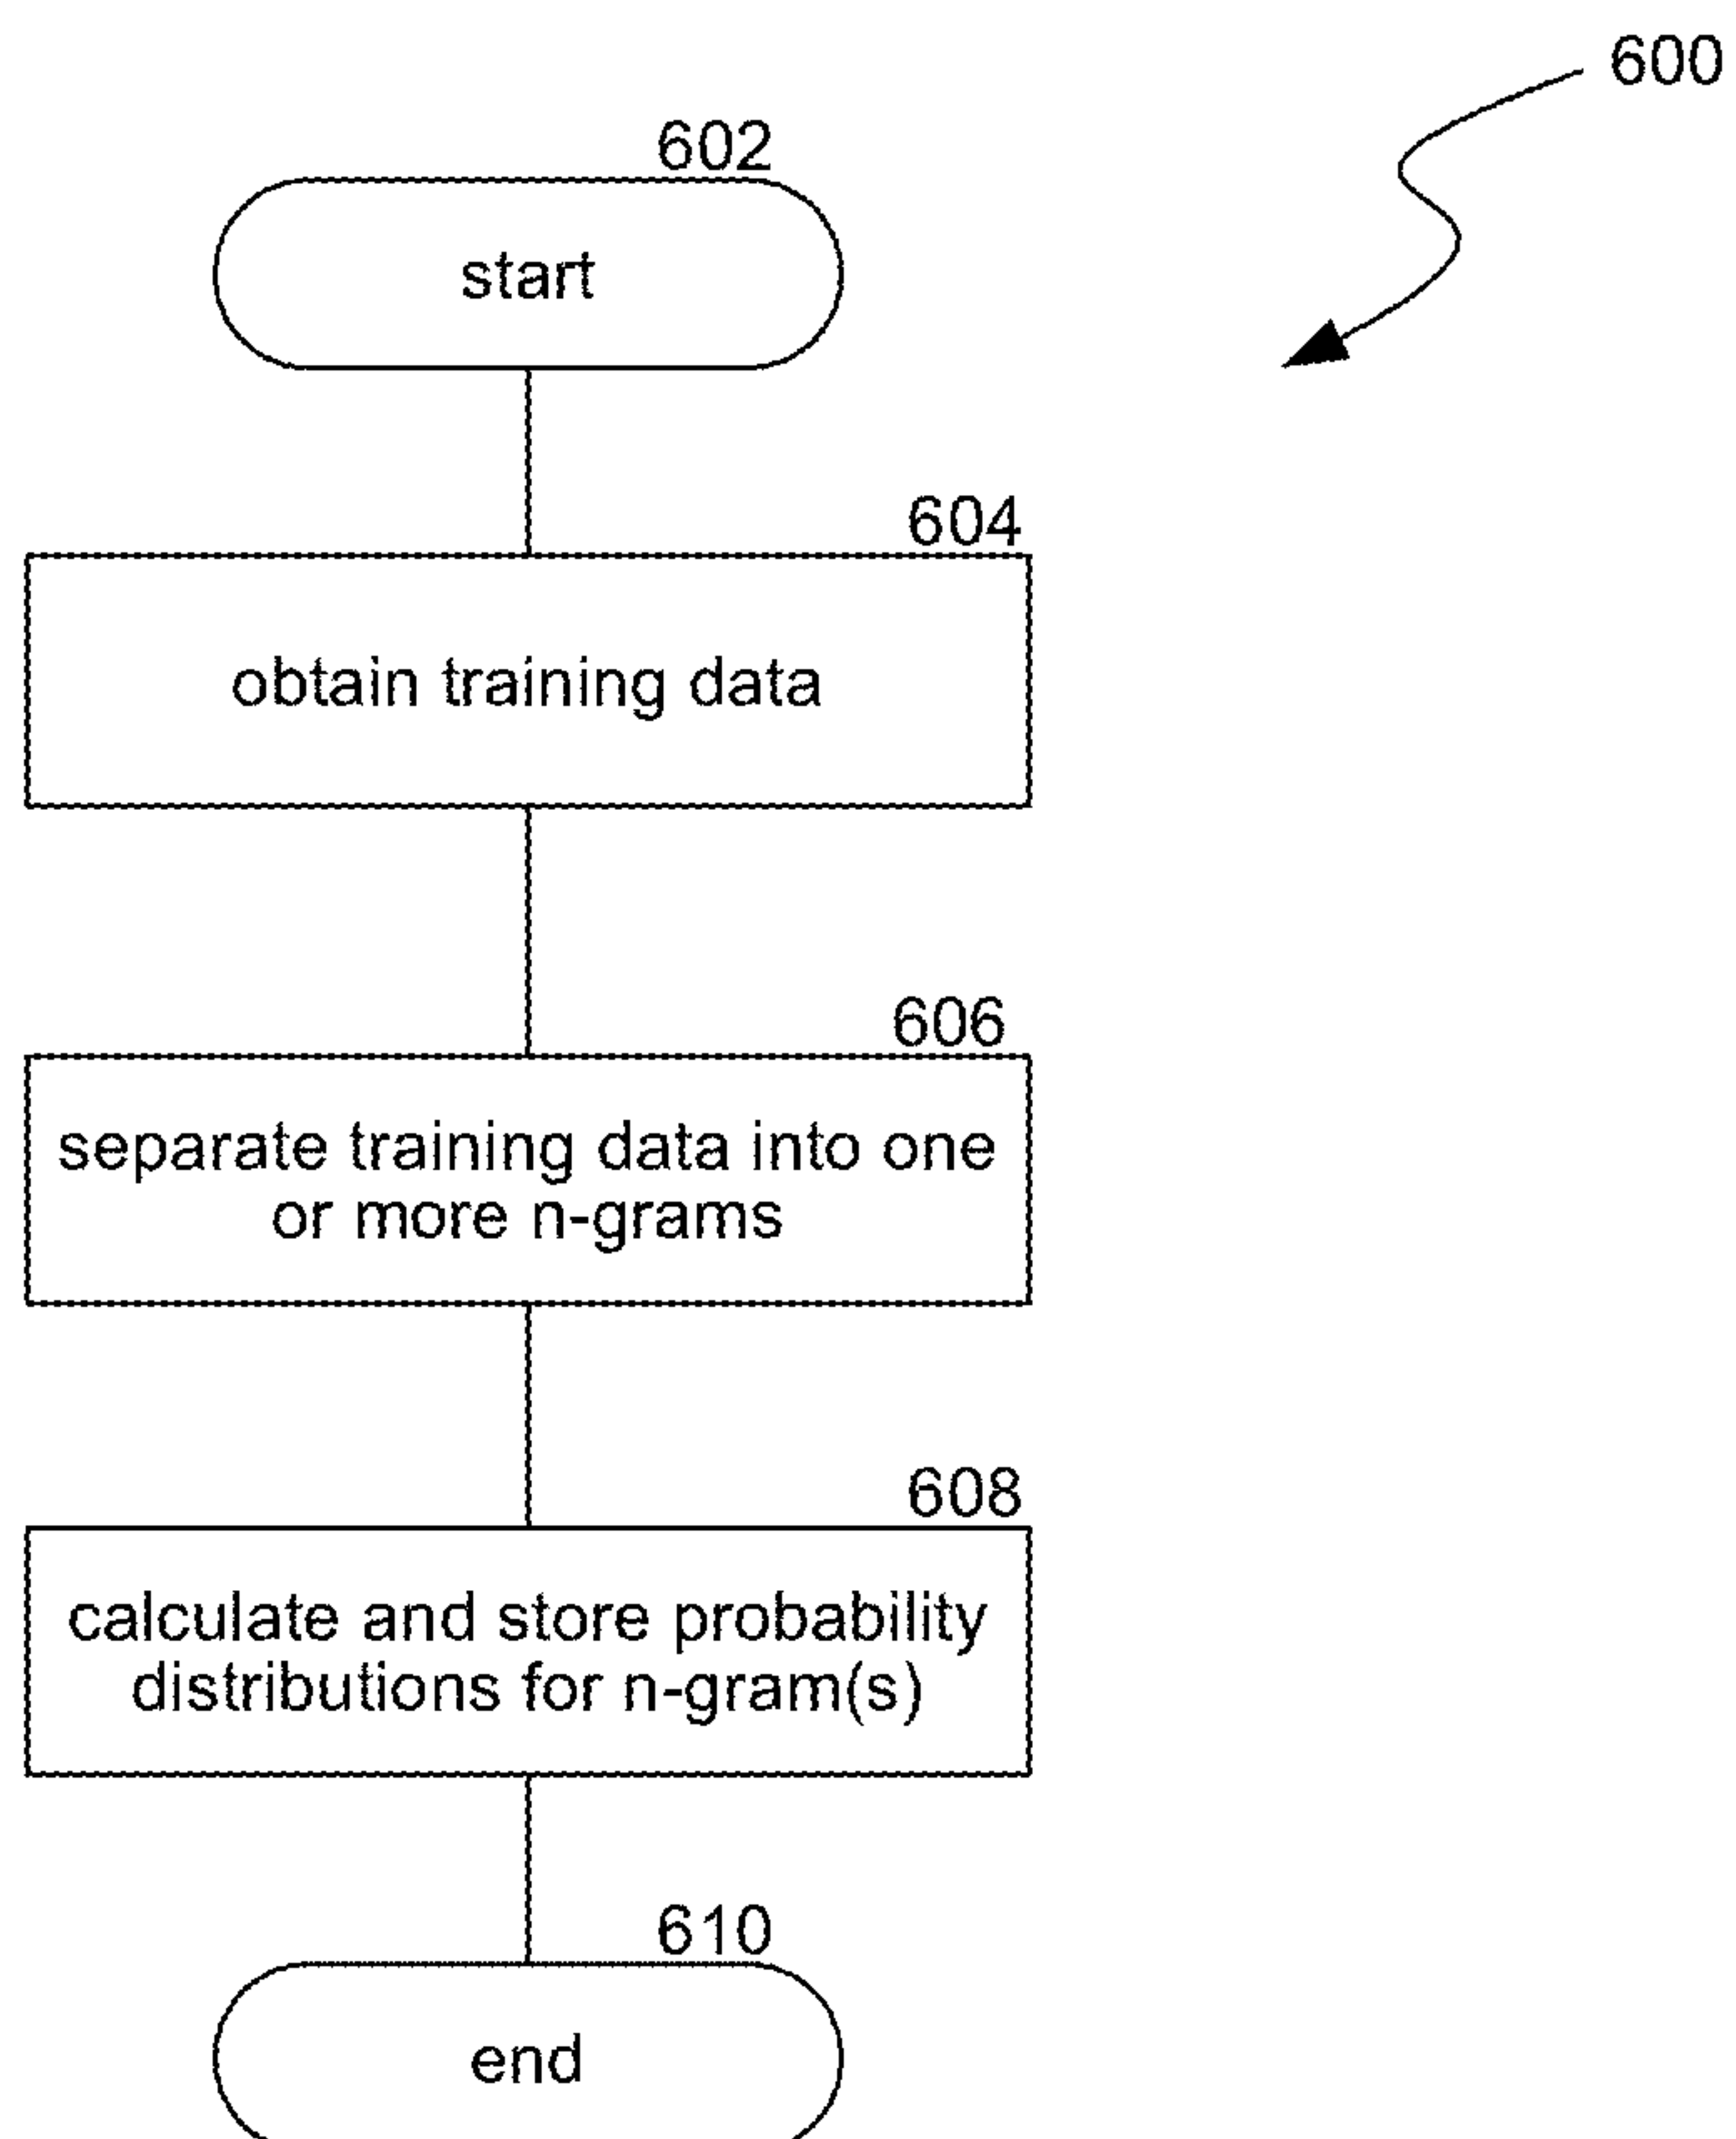 600
602
start
604
obtain training data
606
separate training data into one
or more n-grams
608
calculate and store probability
distributions for n-gram(s)
610
end